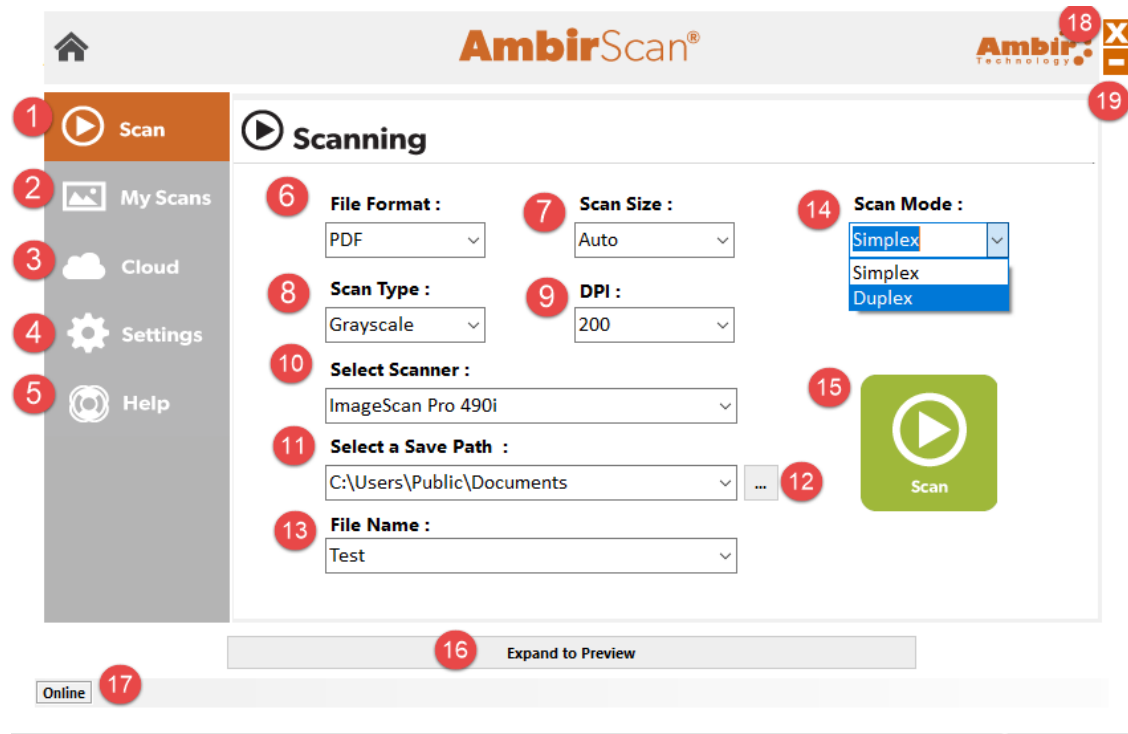 18
X
AmbirScan®
Ambir
Technology
19
1 Scan
Scanning
2 My Scans
3 Cloud
4 Settings
5 Help
6 File Format :
PDF
7 Scan Size :
Auto
14 Scan Mode :
Simplex
Simplex
Duplex
8 Scan Type :
Grayscale
9 DPI :
200
10 Select Scanner :
ImageScan Pro 490i
11 Select a Save Path :
C:\Users\Public\Documents
... 12
13 File Name :
Test
15
Scan
16 Expand to Preview
Online 17